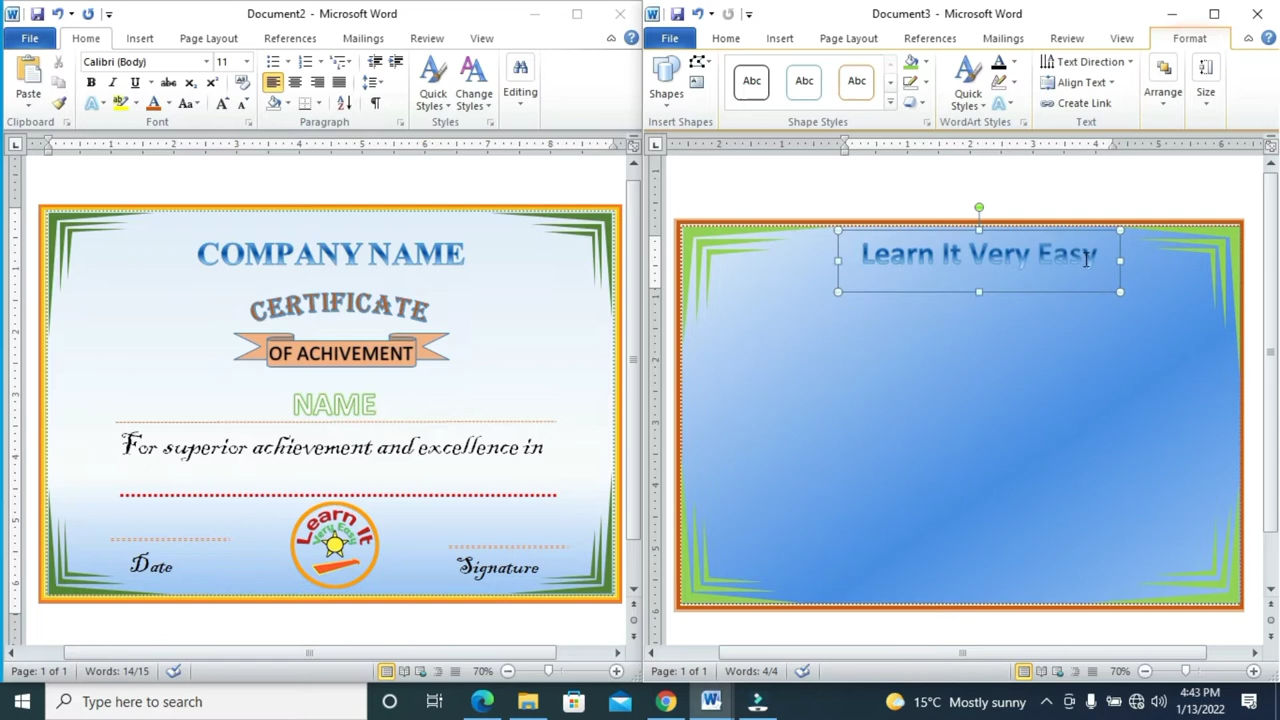 Document2 - Microsoft Word
File Home Insert Page Layout References Mailings Review View
Calibri (Body) 11
Paste
Quick Styles
Change Styles
Editing
Clipboard
Font
Paragraph
Styles
COMPANY NAME
CERTIFICATE
OF ACHIVEMENT
NAME
For superior achievement and excellence in
Learn It
Very Easy
Date
Signature
Page: 1 of 1 Words: 14/15 70%
Document3 - Microsoft Word
File Home Insert Page Layout References Mailings Review View Format
Shapes
Abc Abc Abc
Quick Styles
Text Direction
Align Text
Create Link
Arrange
Size
Insert Shapes
Shape Styles
WordArt Styles
Text
Learn It Very Easy
Page: 1 of 1 Words: 4/4 70%
Type here to search
15°C Mostly sunny
4:43 PM
1/13/2022